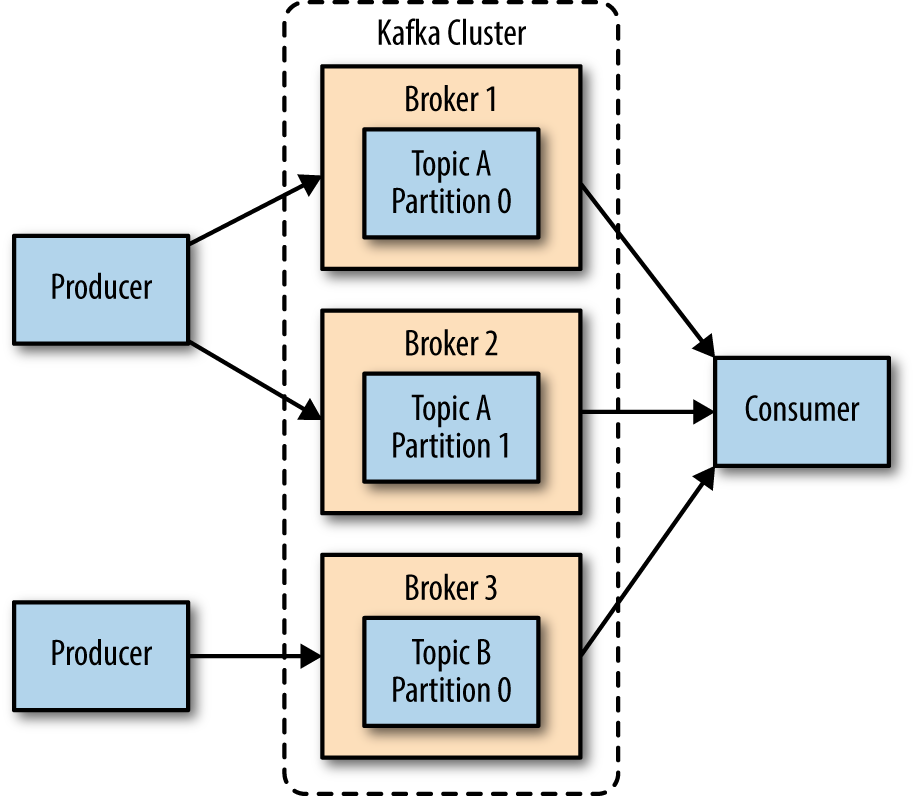 Kafka Cluster
Broker 1
Topic A
Partition 0
Producer
Broker 2
Topic A
Partition 1
Consumer
Broker 3
Topic B
Partition 0
Producer